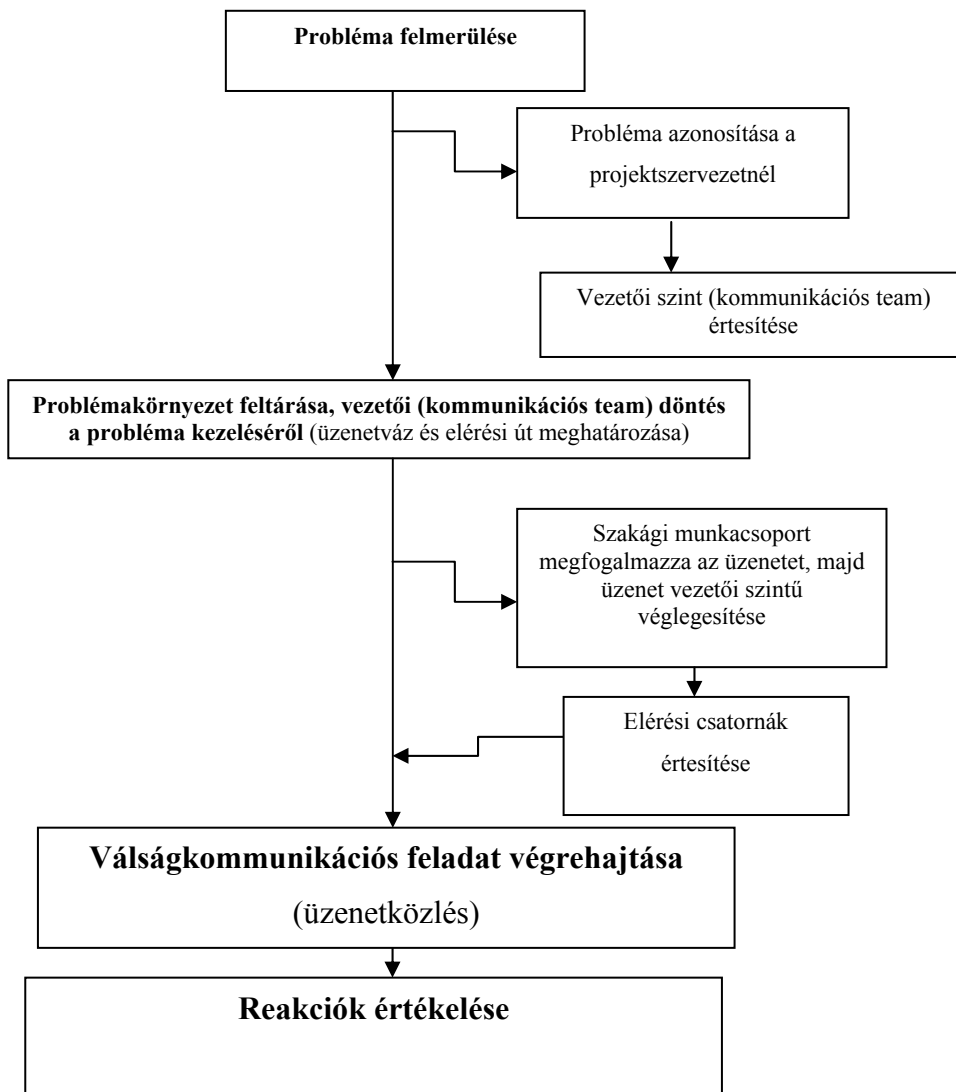 Probléma felmerülése
Probléma azonosítása a
projektszervezetnél
Vezetői szint (kommunikációs team)
értesítése
Problémakörnyezet feltárása, vezetői (kommunikációs team) döntés
a probléma kezeléséről (üzenetváz és elérési út meghatározása)
Szakági munkacsoport
megfogalmazza az üzenetet, majd
üzenet vezetői szintű
véglegesítése
Elérési csatornák
értesítése
Válságkommunikációs feladat végrehajtása
(üzenetközlés)
Reakciók értékelése